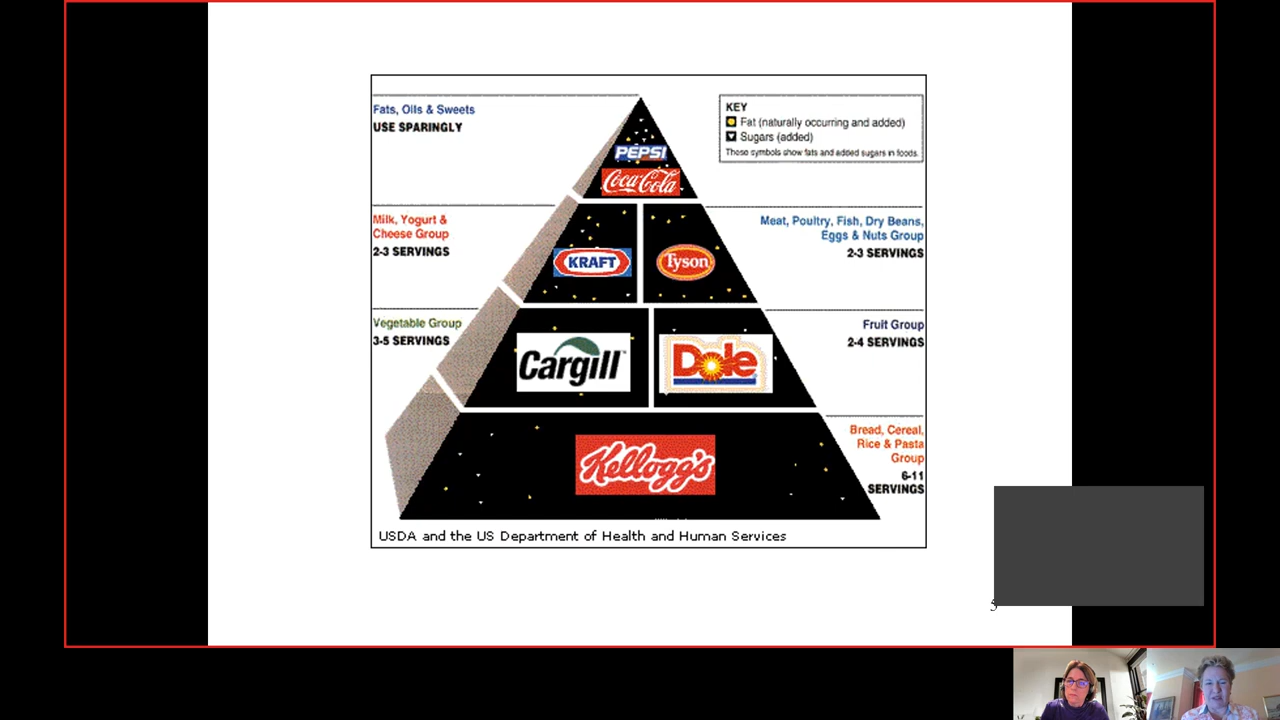 Fats, Oils & Sweets
USE SPARINGLY
KEY
Fat (naturally occurring and added)
Sugars (added)
These symbols show fats and added sugars in foods.
PEPSI
Coca-Cola
Milk, Yogurt &
Cheese Group
2-3 SERVINGS
KRAFT
Tyson
Meat, Poultry, Fish, Dry Beans,
Eggs & Nuts Group
2-3 SERVINGS
Vegetable Group
3-5 SERVINGS
Cargill
Dole
Fruit Group
2-4 SERVINGS
Kellogg's
Bread, Cereal,
Rice & Pasta
Group
6-11
SERVINGS
USDA and the US Department of Health and Human Services
5